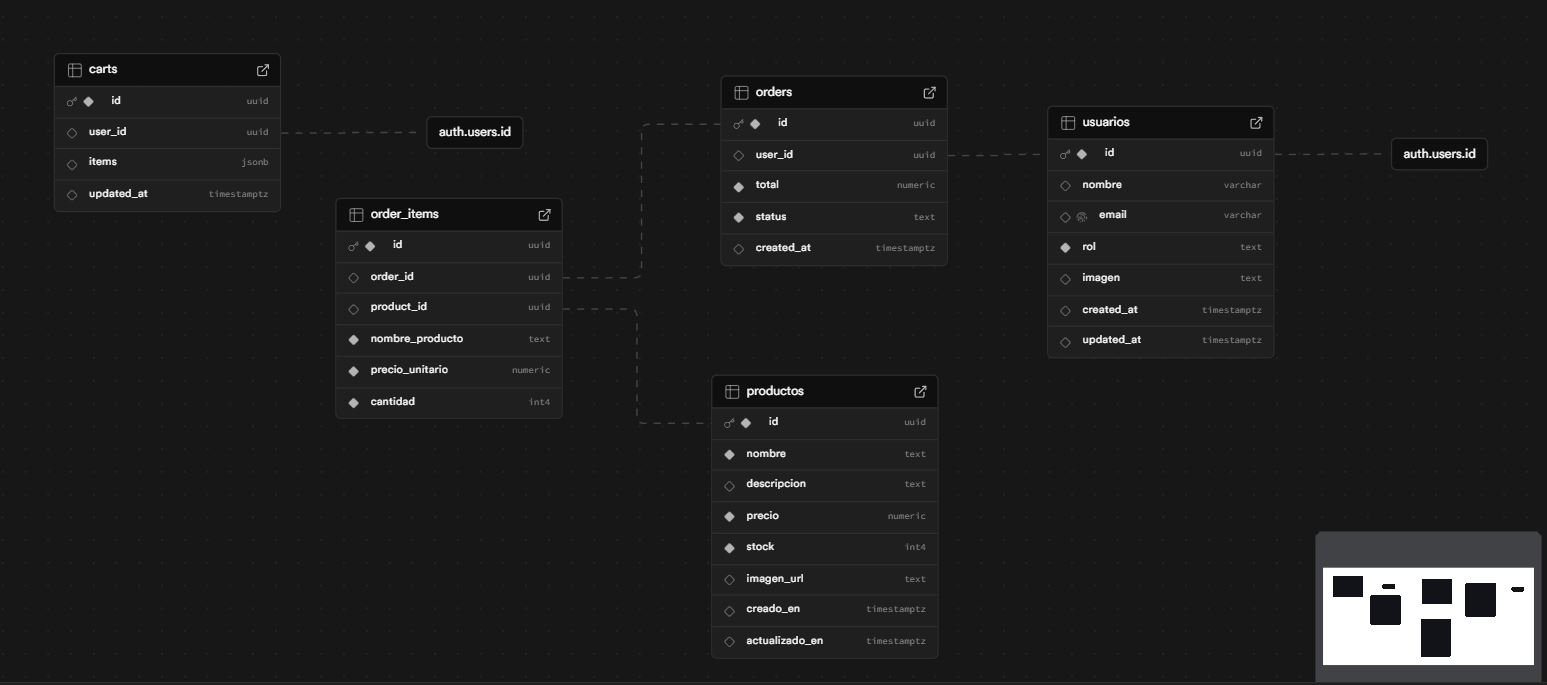 carts
id uuid
user_id uuid
items jsonb
updated_at timestamptz
auth.users.id
order_items
id uuid
order_id uuid
product_id uuid
nombre_producto text
precio_unitario numeric
cantidad int4
orders
id uuid
user_id uuid
total numeric
status text
created_at timestamptz
productos
id uuid
nombre text
descripcion text
precio numeric
stock int4
imagen_url text
creado_en timestamptz
actualizado_en timestamptz
usuarios
id uuid
nombre varchar
email varchar
rol text
imagen text
created_at timestamptz
updated_at timestamptz
auth.users.id